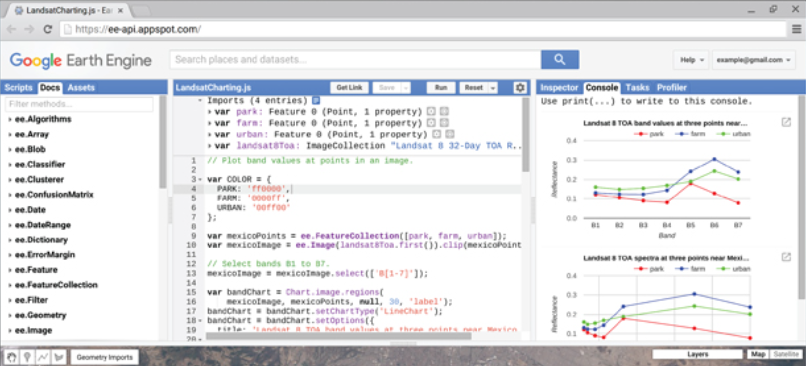 LandsatCharting.js - Ea
https://ee-api.appspot.com/
Google Earth Engine
Search places and datasets...
Help
example@gmail.com
Scripts Docs Assets
Filter methods...
ee.Algorithms
ee.Array
ee.Blob
ee.Classifier
ee.Clusterer
ee.ConfusionMatrix
ee.Date
ee.DateRange
ee.Dictionary
ee.ErrorMargin
ee.Feature
ee.FeatureCollection
ee.Filter
ee.Geometry
ee.Image
LandsatCharting.js
Get Link Save Run Reset
Imports (4 entries)
var park: Feature 0 (Point, 1 property)
var farm: Feature 0 (Point, 1 property)
var urban: Feature 0 (Point, 1 property)
var landsat8Toa: ImageCollection "Landsat 8 32-Day TOA R..
1 // Plot band values at points in an image.
2
3 var COLOR = {
4 PARK: 'ff0000',
5 FARM: '0000ff',
6 URBAN: '00ff00'
7 };
8
9 var mexicoPoints = ee.FeatureCollection([park, farm, urban]);
10 var mexicoImage = ee.Image(landsat8Toa.first()).clip(mexicoPoint
11
12 // Select bands B1 to B7.
13 mexicoImage = mexicoImage.select(['B[1-7]']);
14
15 var bandChart = Chart.image.regions(
16 mexicoImage, mexicoPoints, null, 30, 'label');
17 bandChart = bandChart.setChartType('LineChart');
18 bandChart = bandChart.setOptions({
19 title: 'Landsat 8 TOA band values at three points near Mexico
20
Inspector Console Tasks Profiler
Use print(...) to write to this console.
Landsat 8 TOA band values at three points near...
park farm urban
Reflectance
0.4
0.3
0.2
0.1
0.0
B1 B2 B3 B4 B5 B6 B7
Band
Landsat 8 TOA spectra at three points near Mexi...
park farm urban
Reflectance
0.4
0.3
0.2
0.1
Geometry Imports
Layers
Map Satellite